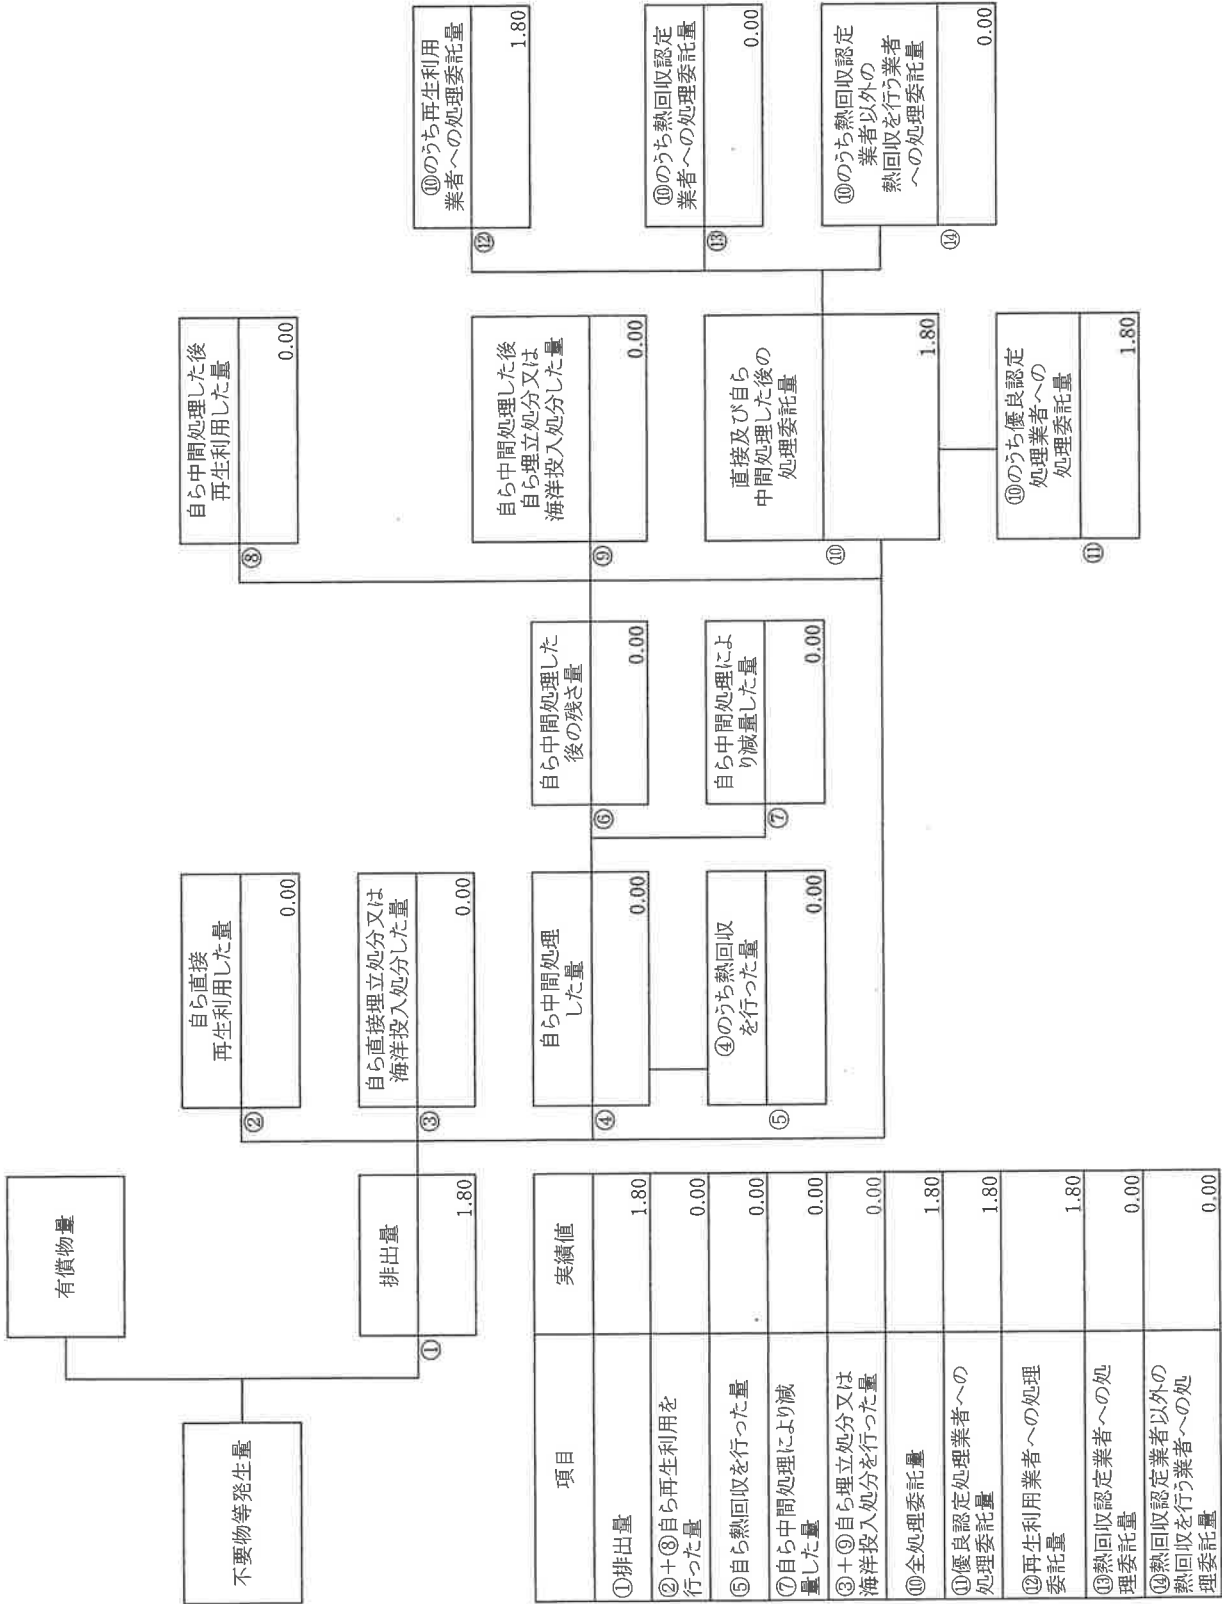 不要物等発生量
有償物量
排出量
①
1.80
自ら直接
再生利用した量
②
0.00
自ら直接埋立処分又は
海洋投入処分した量
③
0.00
自ら中間処理
した量
④
0.00
④のうち熱回収
を行った量
⑤
0.00
自ら中間処理した
後の残さ量
⑥
0.00
自ら中間処理によ
り減量した量
⑦
0.00
自ら中間処理した後
再生利用した量
⑧
0.00
自ら中間処理した後
自ら埋立処分又は
海洋投入処分した量
⑨
0.00
直接及び自ら
中間処理した後の
処理委託量
⑩
1.80
⑩のうち優良認定
処理業者への
処理委託量
⑪
1.80
⑩のうち再生利用
業者への処理委託量
⑫
1.80
⑩のうち熱回収認定
業者への処理委託量
⑬
0.00
⑩のうち熱回収認定
業者以外の
熱回収を行う業者
への処理委託量
⑭
0.00
項目 実績値
①排出量 1.80
②+⑧自ら再生利用を
行った量 0.00
⑤自ら熱回収を行った量 0.00
⑦自ら中間処理により減
量した量 0.00
③+⑨自ら埋立処分又は
海洋投入処分を行った量 0.00
⑩全処理委託量 1.80
⑪優良認定処理業者への
処理委託量 1.80
⑫再生利用業者への処理
委託量 1.80
⑬熱回収認定業者への処
理委託量 0.00
⑭熱回収認定業者以外の
熱回収を行う業者への処
理委託量 0.00